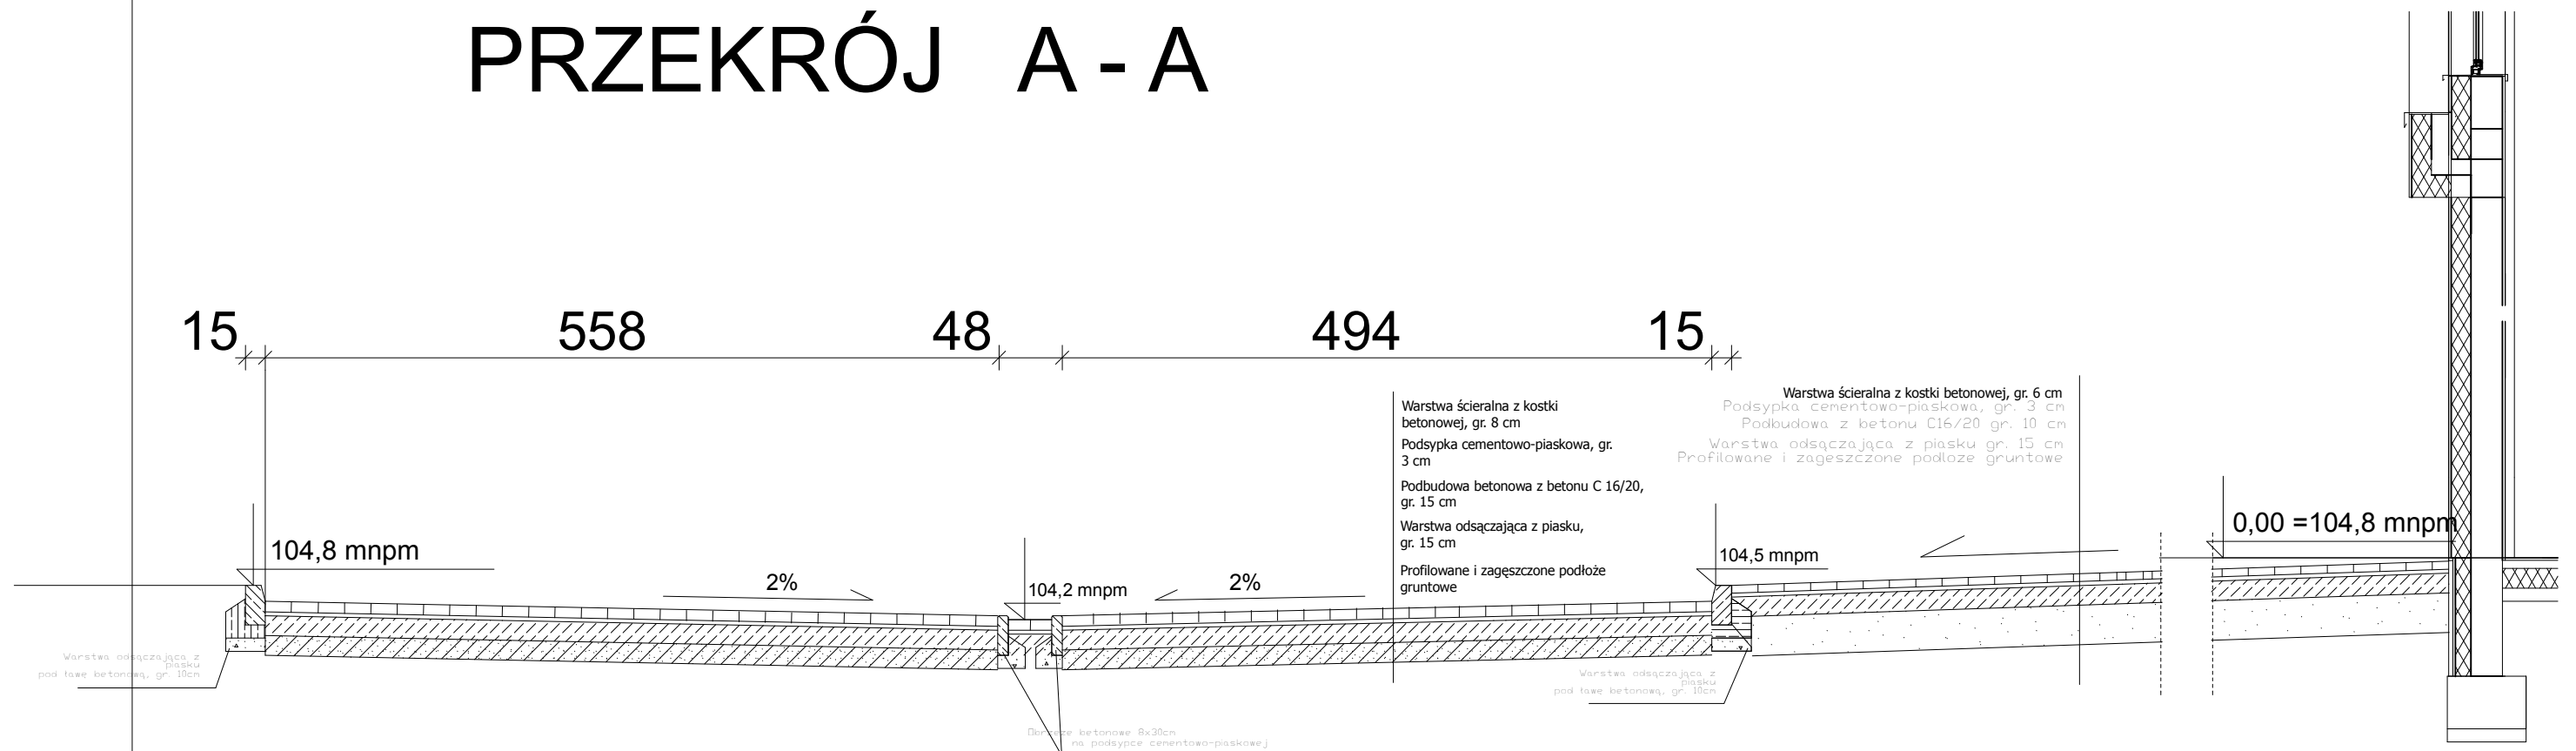 PRZEKRÓJ A - A
15
558
48
494
15
Warstwa ścieralna z kostki
betonowej, gr. 8 cm
Podsypka cementowo-piaskowa, gr.
3 cm
Podbudowa betonowa z betonu C 16/20,
gr. 15 cm
Warstwa odsączająca z piasku,
gr. 15 cm
Profilowane i zagęszczone podłoże
gruntowe
Warstwa ścieralna z kostki betonowej, gr. 6 cm
Podsypka cementowo-piaskowa, gr. 3 cm
Podbudowa z betonu C16/20 gr. 10 cm
Warstwa odsączająca z piasku gr. 15 cm
Profilowane i zageszczone podloze gruntowe
104,8 mnpm
2%
104,2 mnpm
2%
104,5 mnpm
0,00 =104,8 mnpm
Warstwa odsączająca z
piasku
pod ławę betonową, gr. 10cm
Warstwa odsączająca z
piasku
pod ławę betonową, gr. 10cm
Obrzeże betonowe 8x30cm
na podsypce cementowo-piaskowej